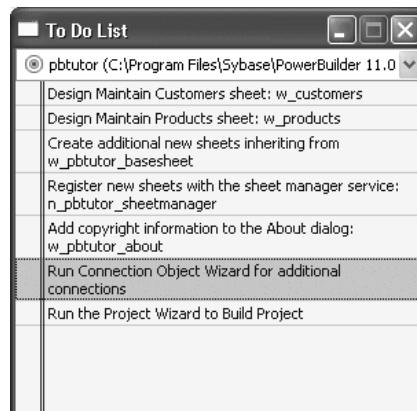 To Do List
pbtutor (C:\Program Files\Sybase\PowerBuilder 11.0
Design Maintain Customers sheet: w_customers
Design Maintain Products sheet: w_products
Create additional new sheets inheriting from
w_pbtutor_basesheet
Register new sheets with the sheet manager service:
n_pbtutor_sheetmanager
Add copyright information to the About dialog:
w_pbtutor_about
Run Connection Object Wizard for additional
connections
Run the Project Wizard to Build Project